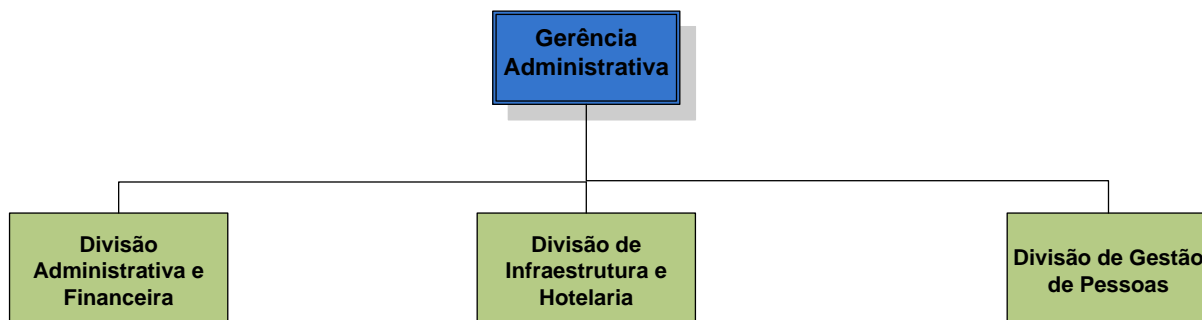 Gerência
Administrativa
Divisão
Administrativa e
Financeira
Divisão de
Infraestrutura e
Hotelaria
Divisão de Gestão
de Pessoas